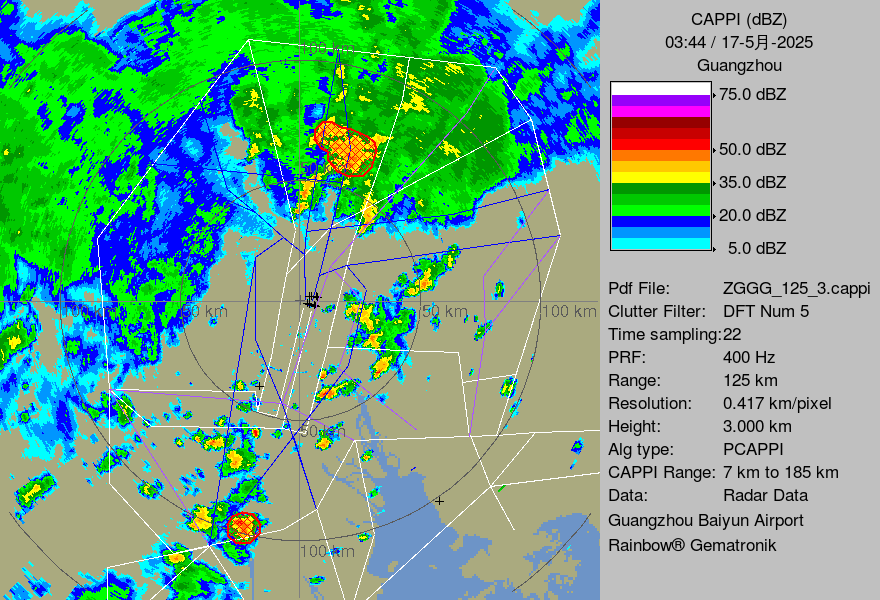 CAPPI (dBZ)
03:44 / 17-5月-2025
Guangzhou
75.0 dBZ
50.0 dBZ
35.0 dBZ
20.0 dBZ
5.0 dBZ
Pdf File: ZGGG_125_3.cappi
Clutter Filter: DFT Num 5
Time sampling:22
PRF: 400 Hz
Range: 125 km
Resolution: 0.417 km/pixel
Height: 3.000 km
Alg type: PCAPPI
CAPPI Range: 7 km to 185 km
Data: Radar Data
Guangzhou Baiyun Airport
Rainbow® Gematronik
100 km
50 km
100 km
50 km
100 km